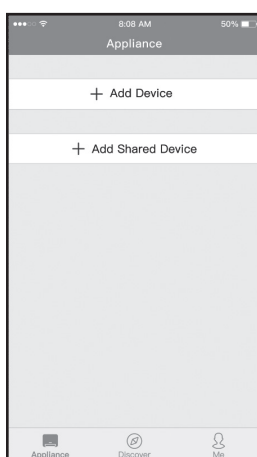 8:08 AM 50%
Appliance
+ Add Device
+ Add Shared Device
Appliance Discover Me